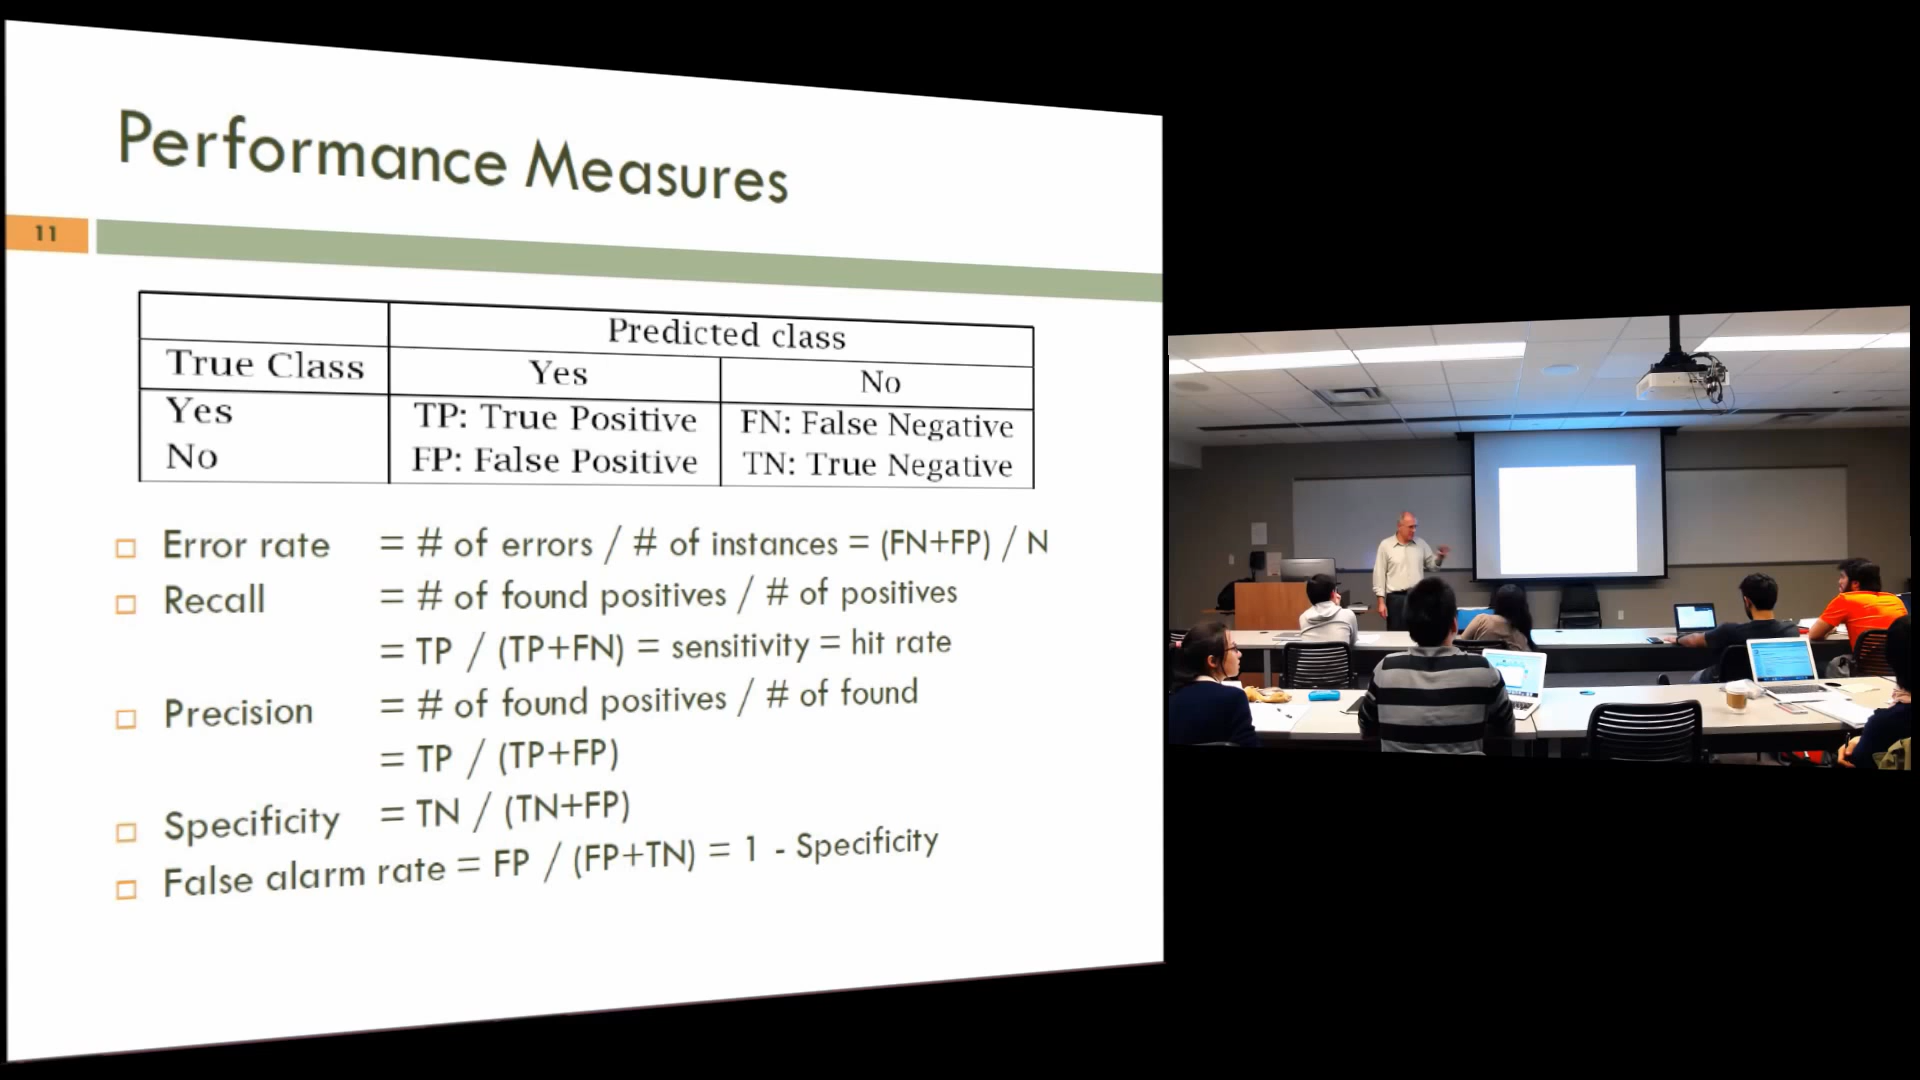 Performance Measures
11
Predicted class
True Class Yes No
Yes TP: True Positive FN: False Negative
No FP: False Positive TN: True Negative
Error rate = # of errors / # of instances = (FN+FP) / N
Recall = # of found positives / # of positives
= TP / (TP+FN) = sensitivity = hit rate
Precision = # of found positives / # of found
= TP / (TP+FP)
Specificity = TN / (TN+FP)
False alarm rate = FP / (FP+TN) = 1 - Specificity